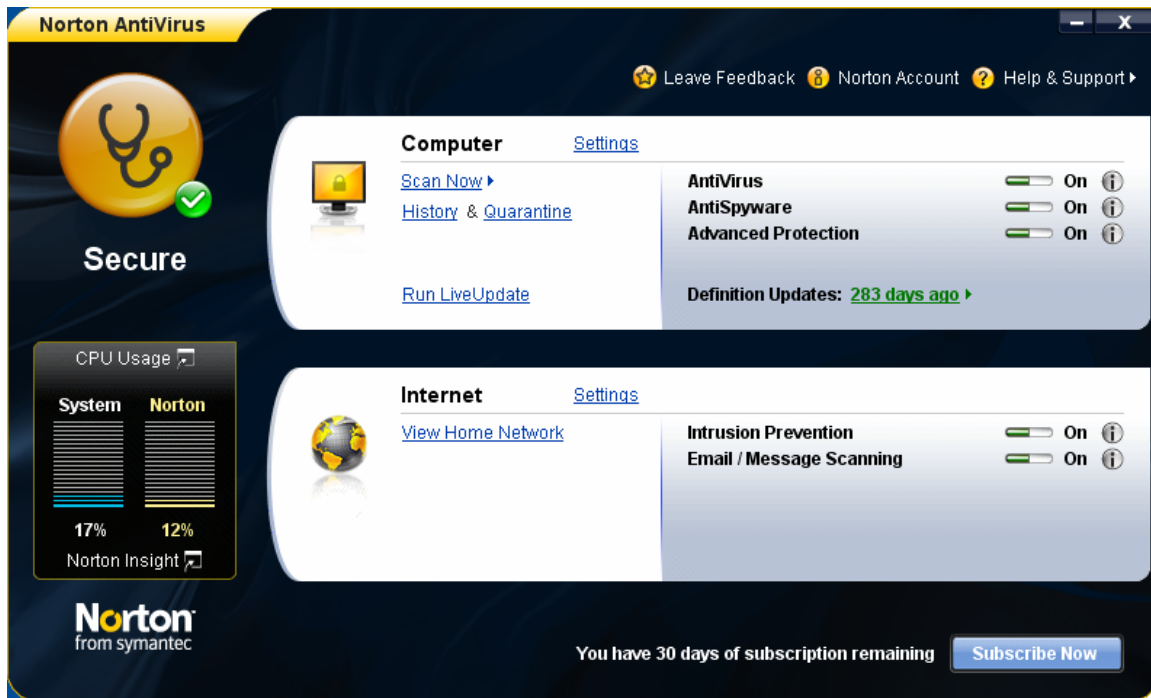 Norton AntiVirus
– X
Leave Feedback Norton Account ? Help & Support
Secure
Computer Settings
Scan Now
History & Quarantine
Run LiveUpdate
AntiVirus On i
AntiSpyware On i
Advanced Protection On i
Definition Updates: 283 days ago
CPU Usage
System Norton
17% 12%
Norton Insight
Internet Settings
View Home Network
Intrusion Prevention On i
Email / Message Scanning On i
Norton
from symantec
You have 30 days of subscription remaining Subscribe Now